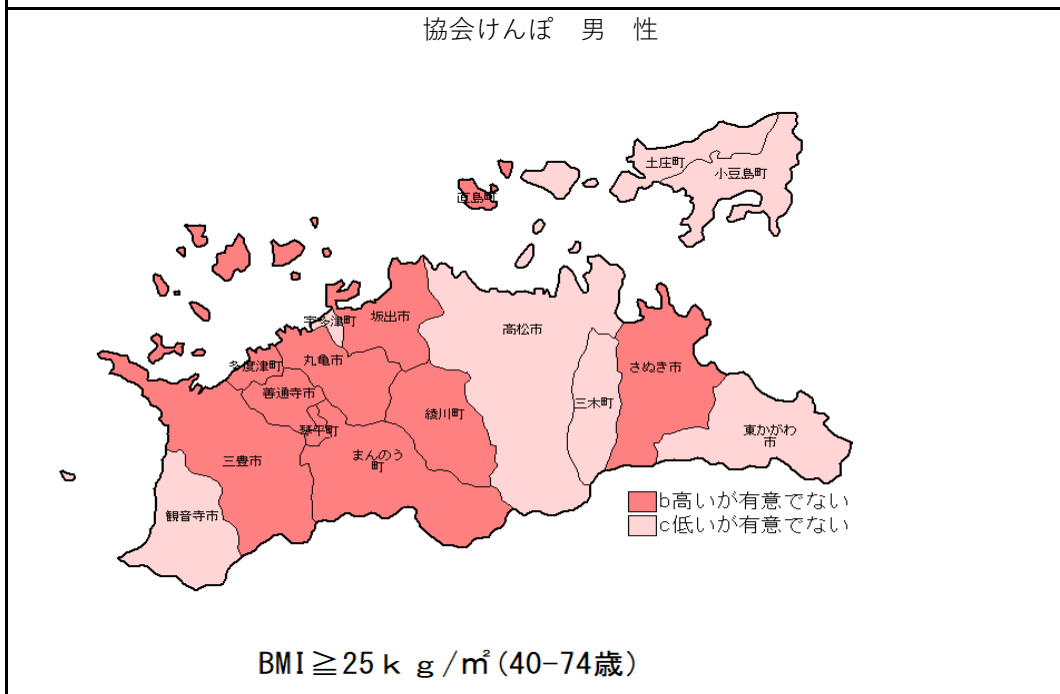 協会けんぽ　男　性
土庄町
小豆島町
直島町
宇多津町
坂出市
高松市
丸亀市
多度津町
さぬき市
善通寺市
三木町
綾川町
琴平町
東かがわ
市
まんのう
町
三豊市
観音寺市
b高いが有意でない
c低いが有意でない
BMI≧25ｋｇ/㎡(40-74歳)